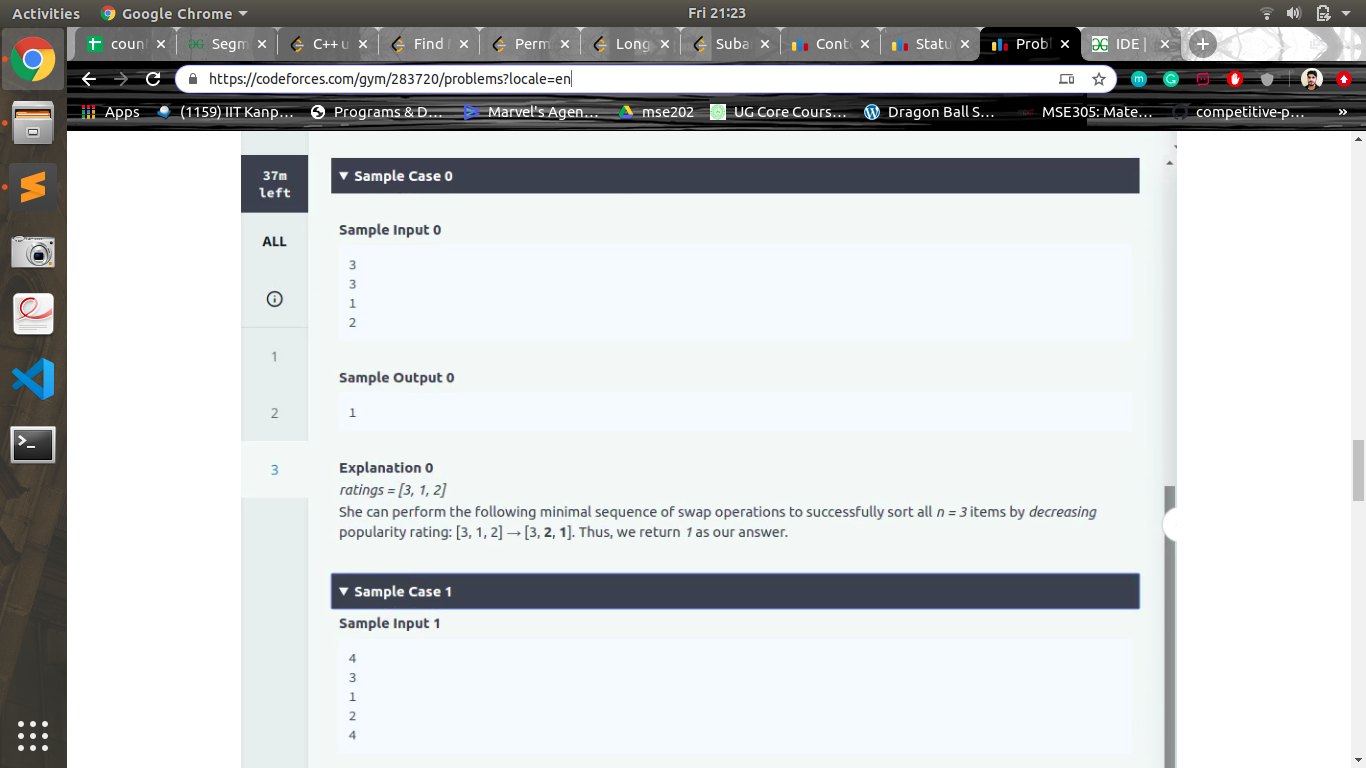 Activities Google Chrome Fri 21:23
coun Segm C++ u Find Perm Long Suba Cont Statu Prob IDE |
https://codeforces.com/gym/283720/problems?locale=en
Apps (1159) IIT Kanp... Programs & D... Marvel's Agen... mse202 UG Core Cours... Dragon Ball S... MSE305: Mate... competitive-p... »
37m
left
ALL
1
2
3
▼ Sample Case 0
Sample Input 0
3
3
1
2
Sample Output 0
1
Explanation 0
ratings = [3, 1, 2]
She can perform the following minimal sequence of swap operations to successfully sort all n = 3 items by decreasing
popularity rating: [3, 1, 2] → [3, 2, 1]. Thus, we return 1 as our answer.
▼ Sample Case 1
Sample Input 1
4
3
1
2
4